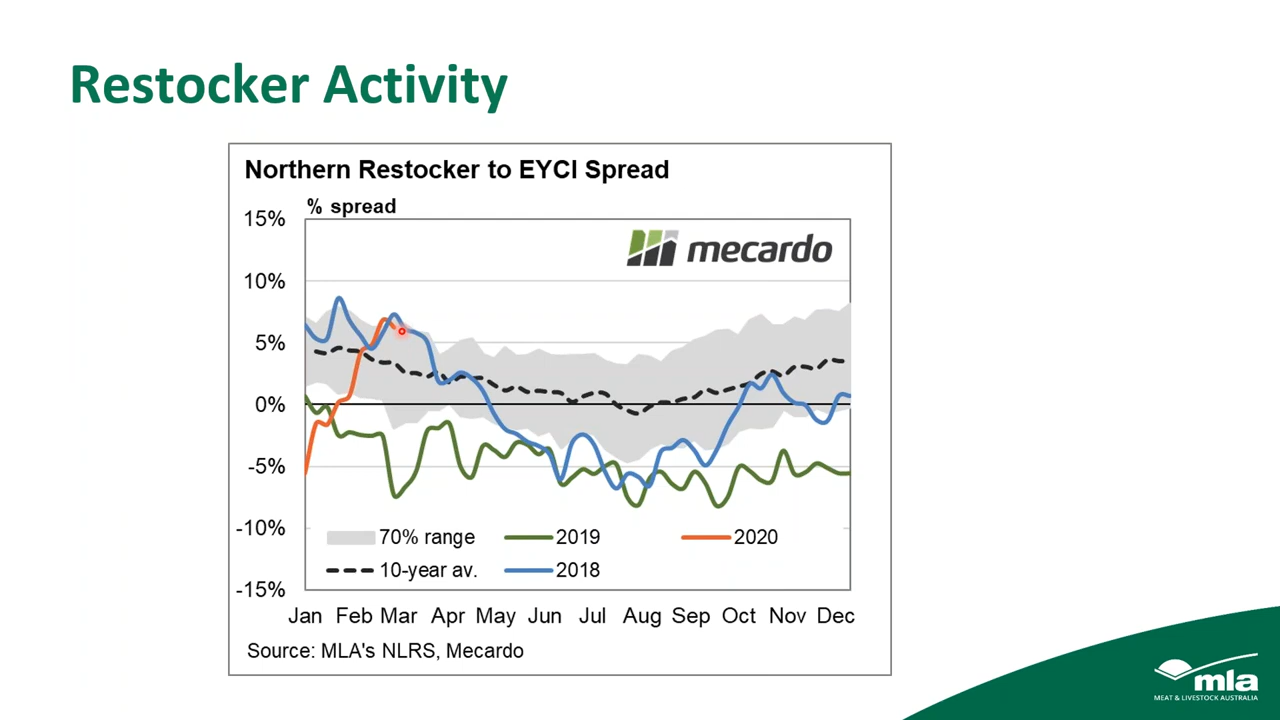 Restocker Activity
Northern Restocker to EYCI Spread
% spread
mecardo
15%
10%
5%
0%
-5%
-10%
-15%
70% range
2019
2020
10-year av.
2018
Jan Feb Mar Apr May Jun Jul Aug Sep Oct Nov Dec
Source: MLA's NLRS, Mecardo
mla
MEAT & LIVESTOCK AUSTRALIA